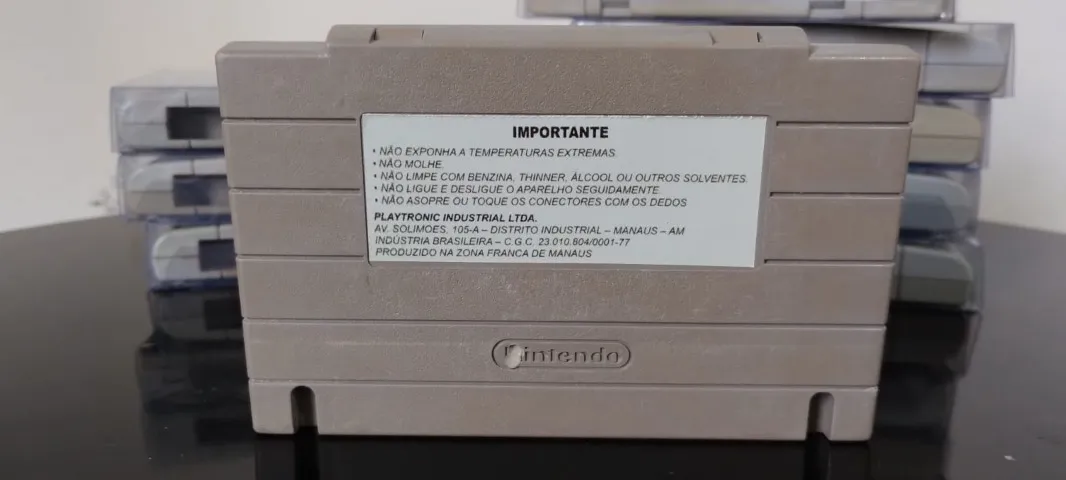 IMPORTANTE
• NÃO EXPONHA A TEMPERATURAS EXTREMAS.
• NÃO MOLHE.
• NÃO LIMPE COM BENZINA, THINNER, ÁLCOOL OU OUTROS SOLVENTES.
• NÃO LIGUE E DESLIGUE O APARELHO SEGUIDAMENTE.
• NÃO ASOPRE OU TOQUE OS CONECTORES COM OS DEDOS
PLAYTRONIC INDUSTRIAL LTDA.
AV. SOLIMOES, 105-A – DISTRITO INDUSTRIAL – MANAUS – AM
INDÚSTRIA BRASILEIRA – C.G.C. 23.010.804/0001-77
PRODUZIDO NA ZONA FRANCA DE MANAUS
Nintendo